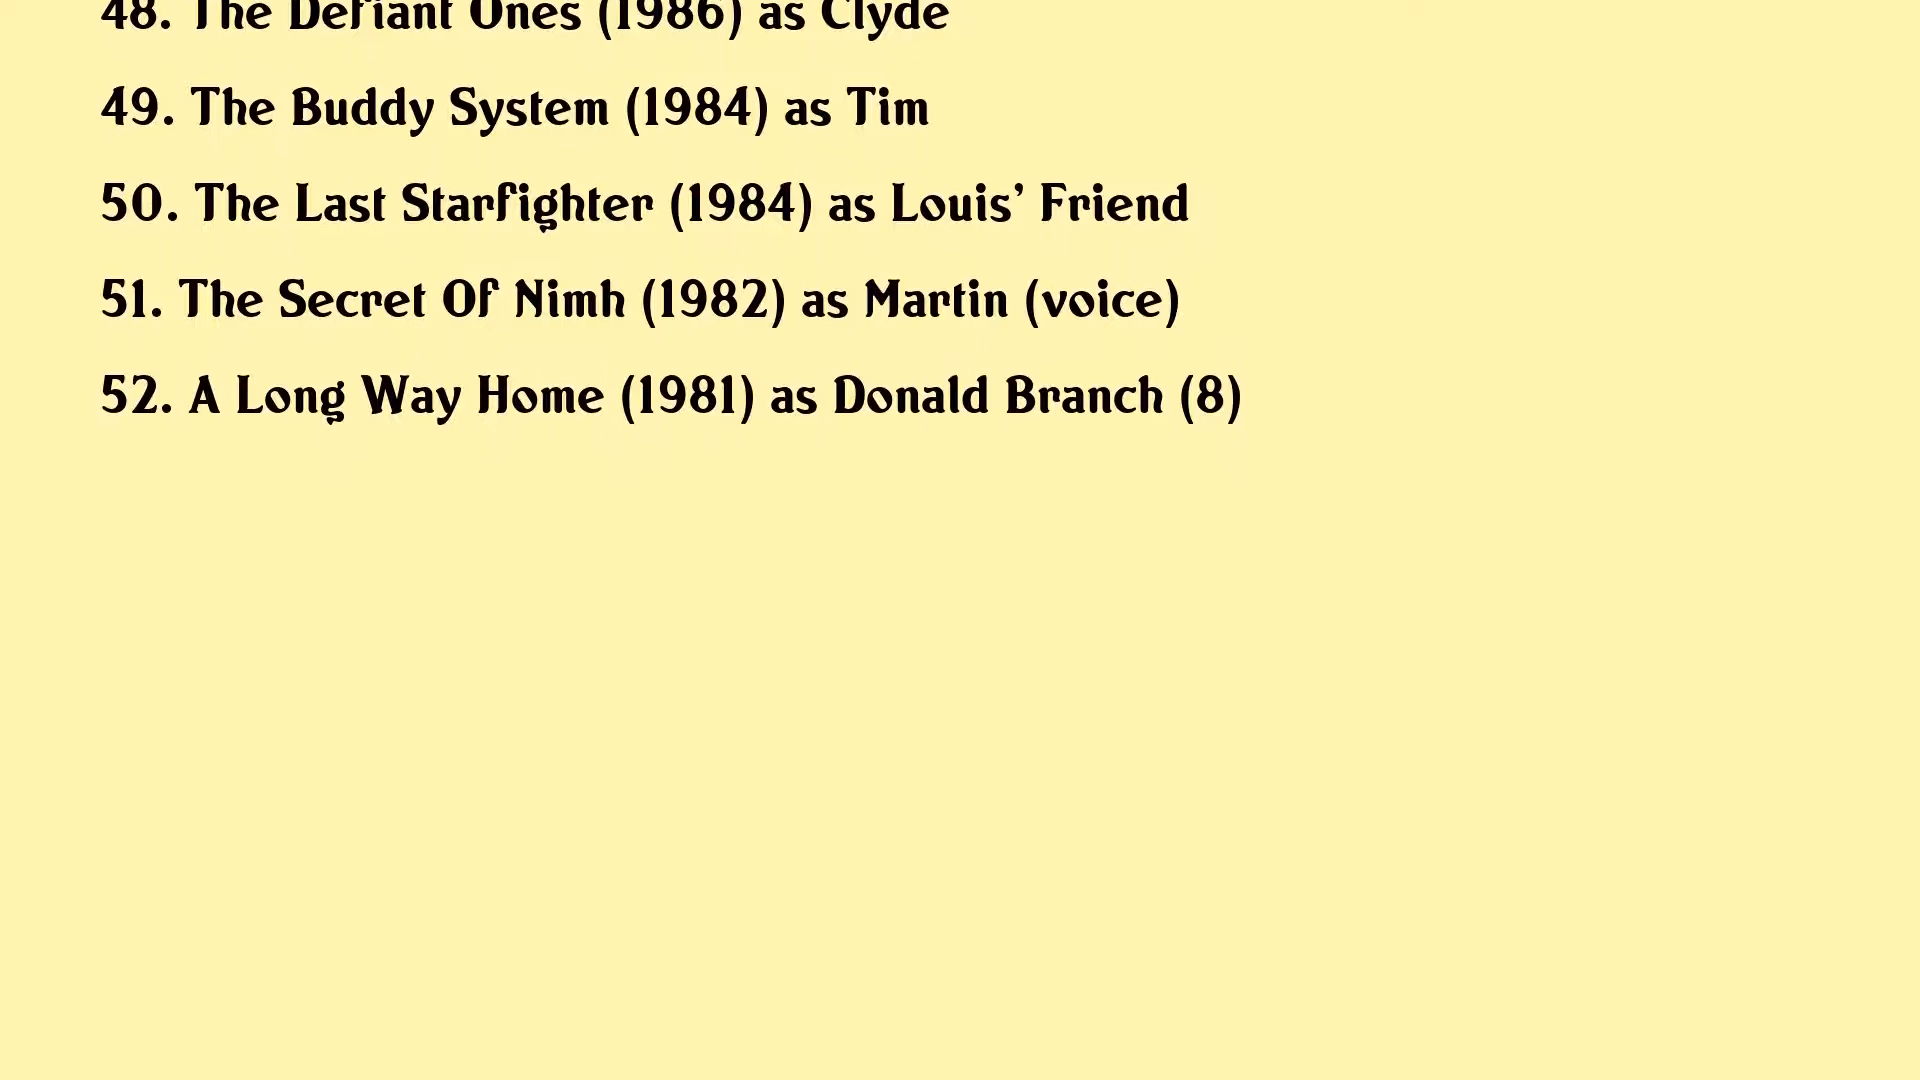 48. The Defiant Ones (1986) as Clyde
49. The Buddy System (1984) as Tim
50. The Last Starfighter (1984) as Louis’ Friend
51. The Secret Of Nimh (1982) as Martin (voice)
52. A Long Way Home (1981) as Donald Branch (8)